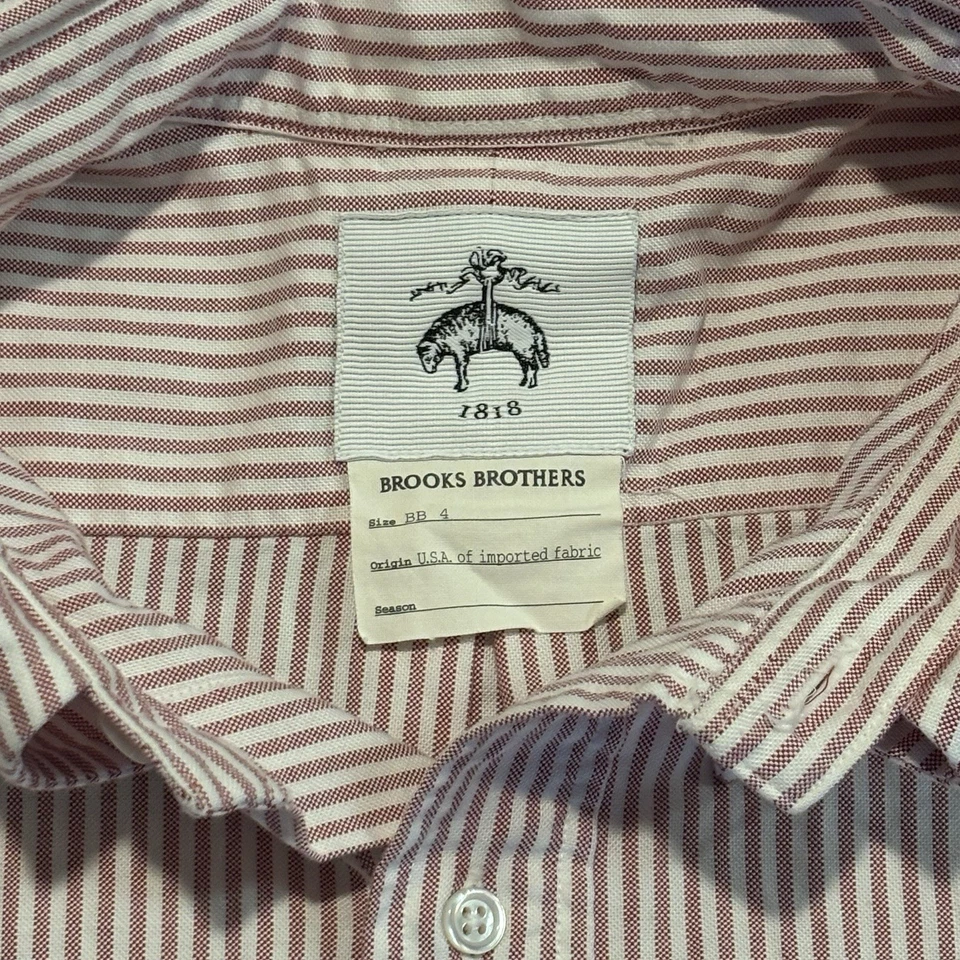 1818
BROOKS BROTHERS
Size BB 4
Origin U.S.A. of imported fabric
Season